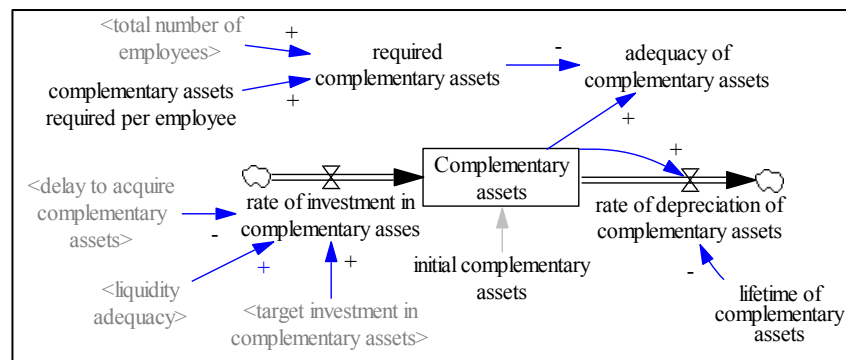 <total number of
employees>
+
required
complementary assets
-
adequacy of
complementary assets
complementary assets
required per employee
+
+
+
Complementary
assets
<delay to acquire
complementary
assets>
-
rate of investment in
complementary asses
rate of depreciation of
complementary assets
+
<liquidity
adequacy>
+
<target investment in
complementary assets>
initial complementary
assets
-
lifetime of
complementary
assets